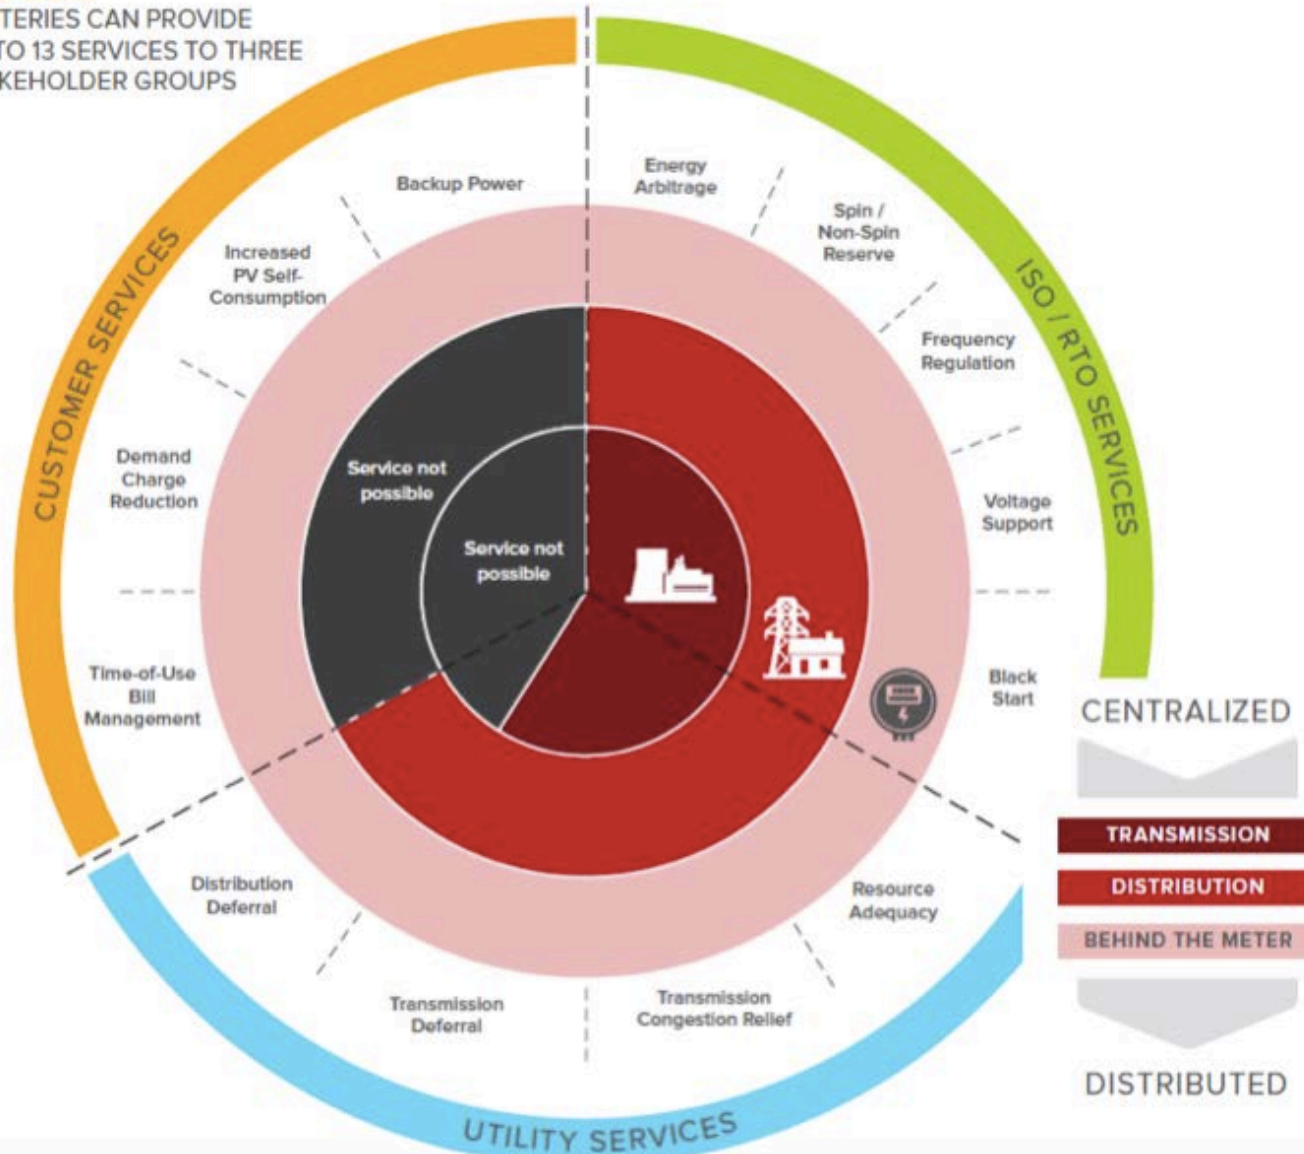 TERIES CAN PROVIDE
TO 13 SERVICES TO THREE
KEHOLDER GROUPS
CUSTOMER SERVICES
ISO / RTO SERVICES
UTILITY SERVICES
Backup Power
Energy
Arbitrage
Spin /
Non-Spin
Reserve
Increased
PV Self-
Consumption
Frequency
Regulation
Demand
Charge
Reduction
Service not
possible
Service not
possible
Voltage
Support
Time-of-Use
Bill
Management
Black
Start
Distribution
Deferral
Resource
Adequacy
Transmission
Deferral
Transmission
Congestion Relief
CENTRALIZED
TRANSMISSION
DISTRIBUTION
BEHIND THE METER
DISTRIBUTED